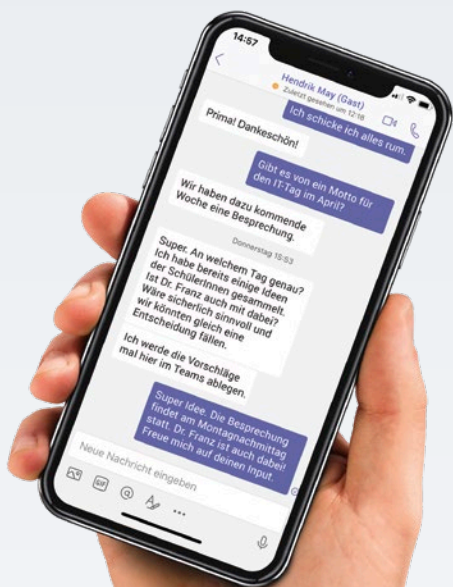 14:57
Hendrik May (Gast)
Zuletzt gesehen um 12:18
Ich schicke ich alles rum.
Prima! Dankeschön!
Gibt es von ein Motto für
den IT-Tag im April?
Wir haben dazu kommende
Woche eine Besprechung.
Donnerstag 15:53
Super. An welchem Tag genau?
Ich habe bereits einige Ideen
der SchülerInnen gesammelt.
Ist Dr. Franz auch mit dabei?
Wäre sicherlich sinnvoll und
wir könnten gleich eine
Entscheidung fällen.
Ich werde die Vorschläge
mal hier im Teams ablegen.
Super Idee. Die Besprechung
findet am Montagnachmittag
statt. Dr. Franz ist auch dabei!
Freue mich auf deinen Input.
Neue Nachricht eingeben
GIF